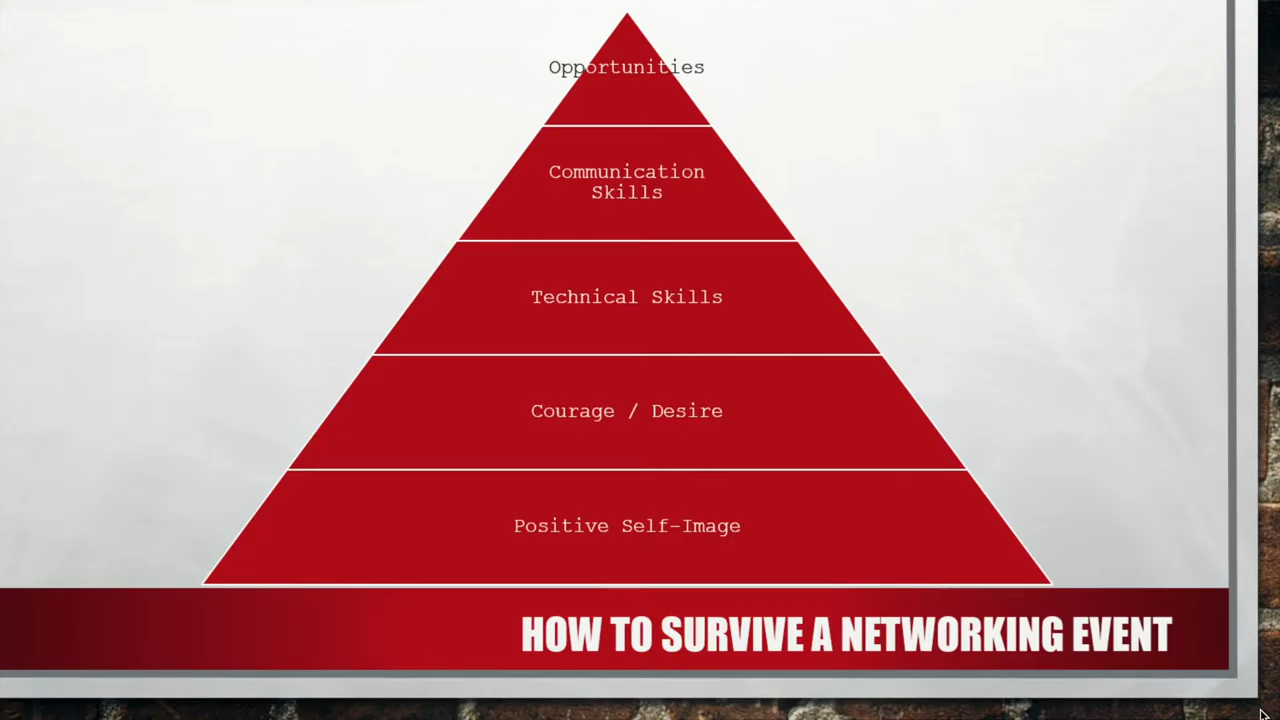 Opportunities
Communication
Skills
Technical Skills
Courage / Desire
Positive Self-Image
HOW TO SURVIVE A NETWORKING EVENT